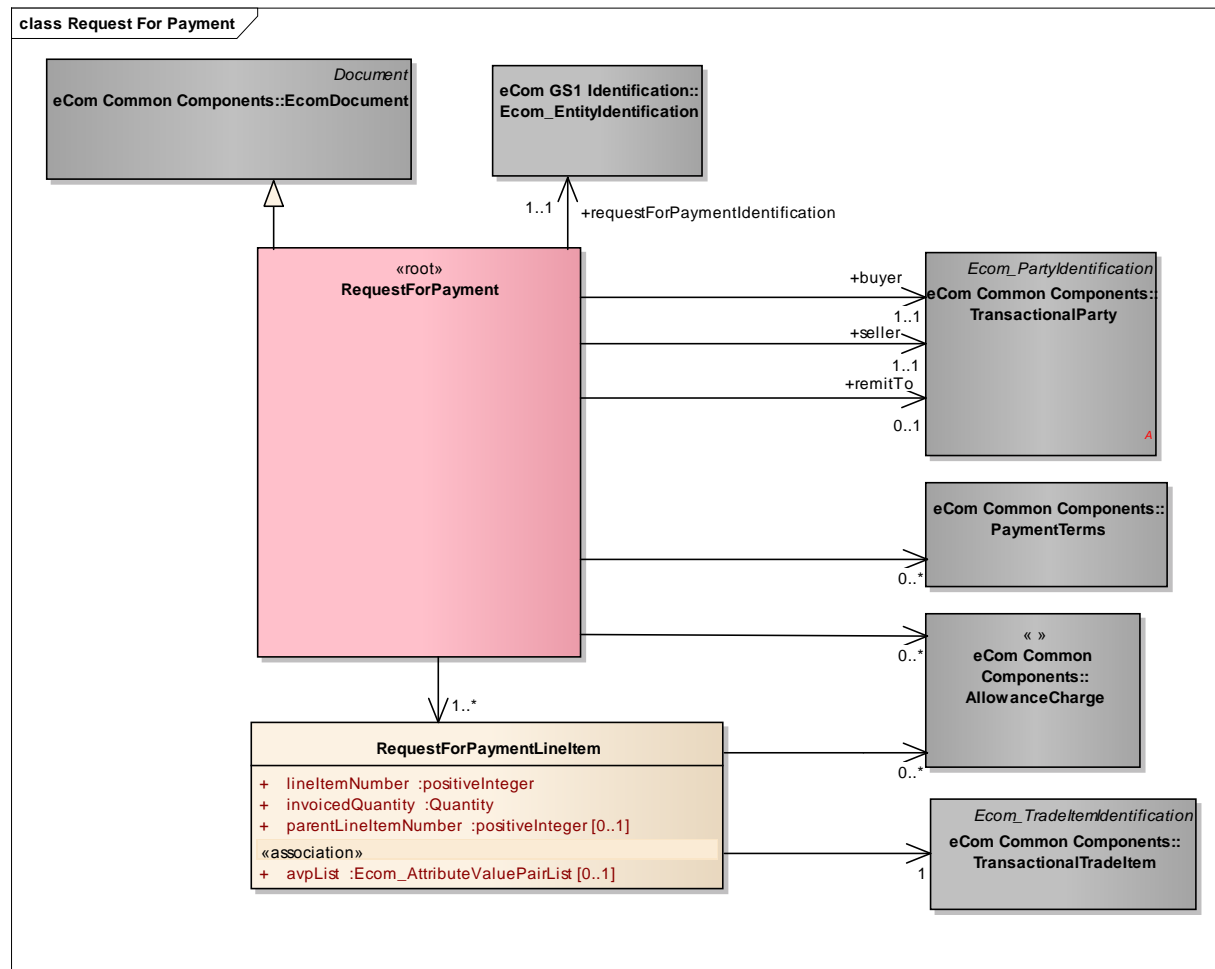 class Request For Payment
Document
eCom Common Components::EcomDocument
eCom GS1 Identification::
Ecom_EntityIdentification
1..1
+requestForPaymentIdentification
«root»
RequestForPayment
+buyer
1..1
+seller
1..1
+remitTo
0..1
Ecom_PartyIdentification
eCom Common Components::
TransactionalParty
A
eCom Common Components::
PaymentTerms
0..*
0..*
« »
eCom Common
Components::
AllowanceCharge
1..*
RequestForPaymentLineItem
+ lineItemNumber :positiveInteger
+ invoicedQuantity :Quantity
+ parentLineItemNumber :positiveInteger [0..1]
«association»
+ avpList :Ecom_AttributeValuePairList [0..1]
0..*
Ecom_TradeItemIdentification
eCom Common Components::
TransactionalTradeItem
1